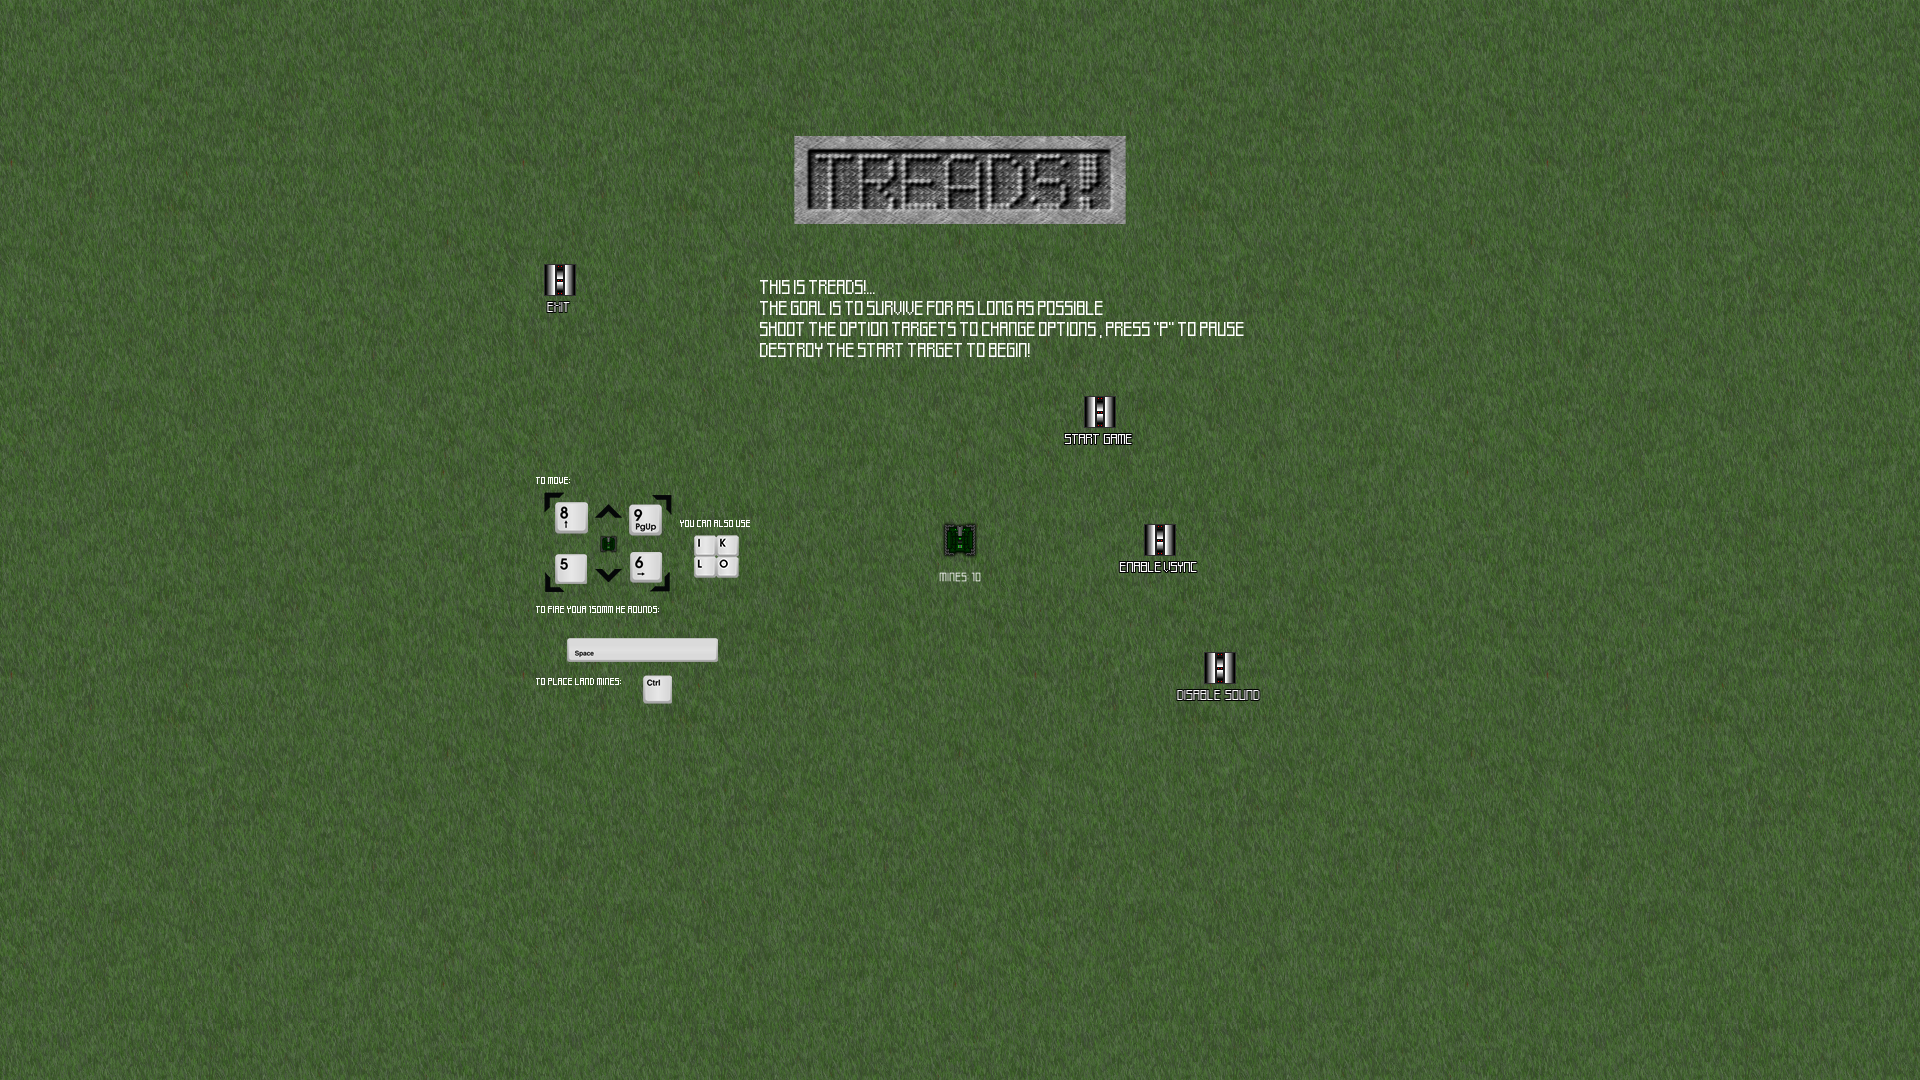 TREADS!
EXIT
THIS IS TREADS!...
THE GOAL IS TO SURVIVE FOR AS LONG AS POSSIBLE
SHOOT THE OPTION TARGETS TO CHANGE OPTIONS , PRESS "P" TO PAUSE
DESTROY THE START TARGET TO BEGIN!
START GAME
TO MOVE:
8 ↑
9 PgUp
5
6 →
YOU CAN ALSO USE
I K
L O
MINES: 10
ENABLE VSYNC
TO FIRE YOUR 150MM HE ROUNDS:
Space
TO PLACE LAND MINES:
Ctrl
DISABLE SOUND